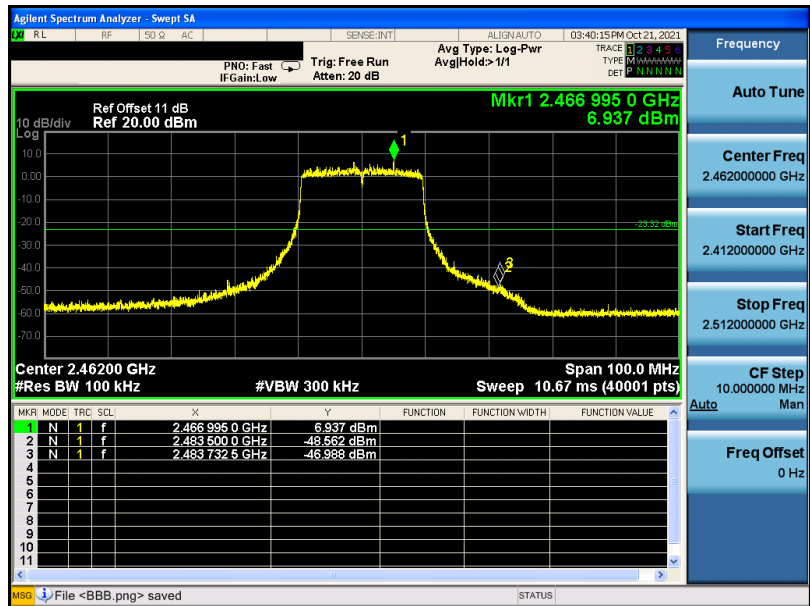 Agilent Spectrum Analyzer - Swept SA
LXI RL RF 50 Ω AC SENSE:INT ALIGN AUTO 03:40:15 PM Oct 21, 2021
PNO: Fast
IFGain:Low
Trig: Free Run
Atten: 20 dB
Avg Type: Log-Pwr
Avg|Hold:>1/1
TRACE 1 2 3 4 5 6
TYPE M WWWWW
DET P N N N N N
Ref Offset 11 dB
10 dB/div Ref 20.00 dBm
Log
Mkr1 2.466 995 0 GHz
6.937 dBm
1
10.0
0.00
-10.0
-20.0
-23.32 dBm
-30.0
-40.0
3
2
-50.0
-60.0
-70.0
Center 2.46200 GHz Span 100.0 MHz
#Res BW 100 kHz #VBW 300 kHz Sweep 10.67 ms (40001 pts)
MKR MODE TRC SCL X Y FUNCTION FUNCTION WIDTH FUNCTION VALUE
1 N 1 f 2.466 995 0 GHz 6.937 dBm
2 N 1 f 2.483 500 0 GHz -48.562 dBm
3 N 1 f 2.483 732 5 GHz -46.988 dBm
4
5
6
7
8
9
10
11
MSG File <BBB.png> saved STATUS
Frequency
Auto Tune
Center Freq
2.462000000 GHz
Start Freq
2.412000000 GHz
Stop Freq
2.512000000 GHz
CF Step
10.000000 MHz
Auto Man
Freq Offset
0 Hz